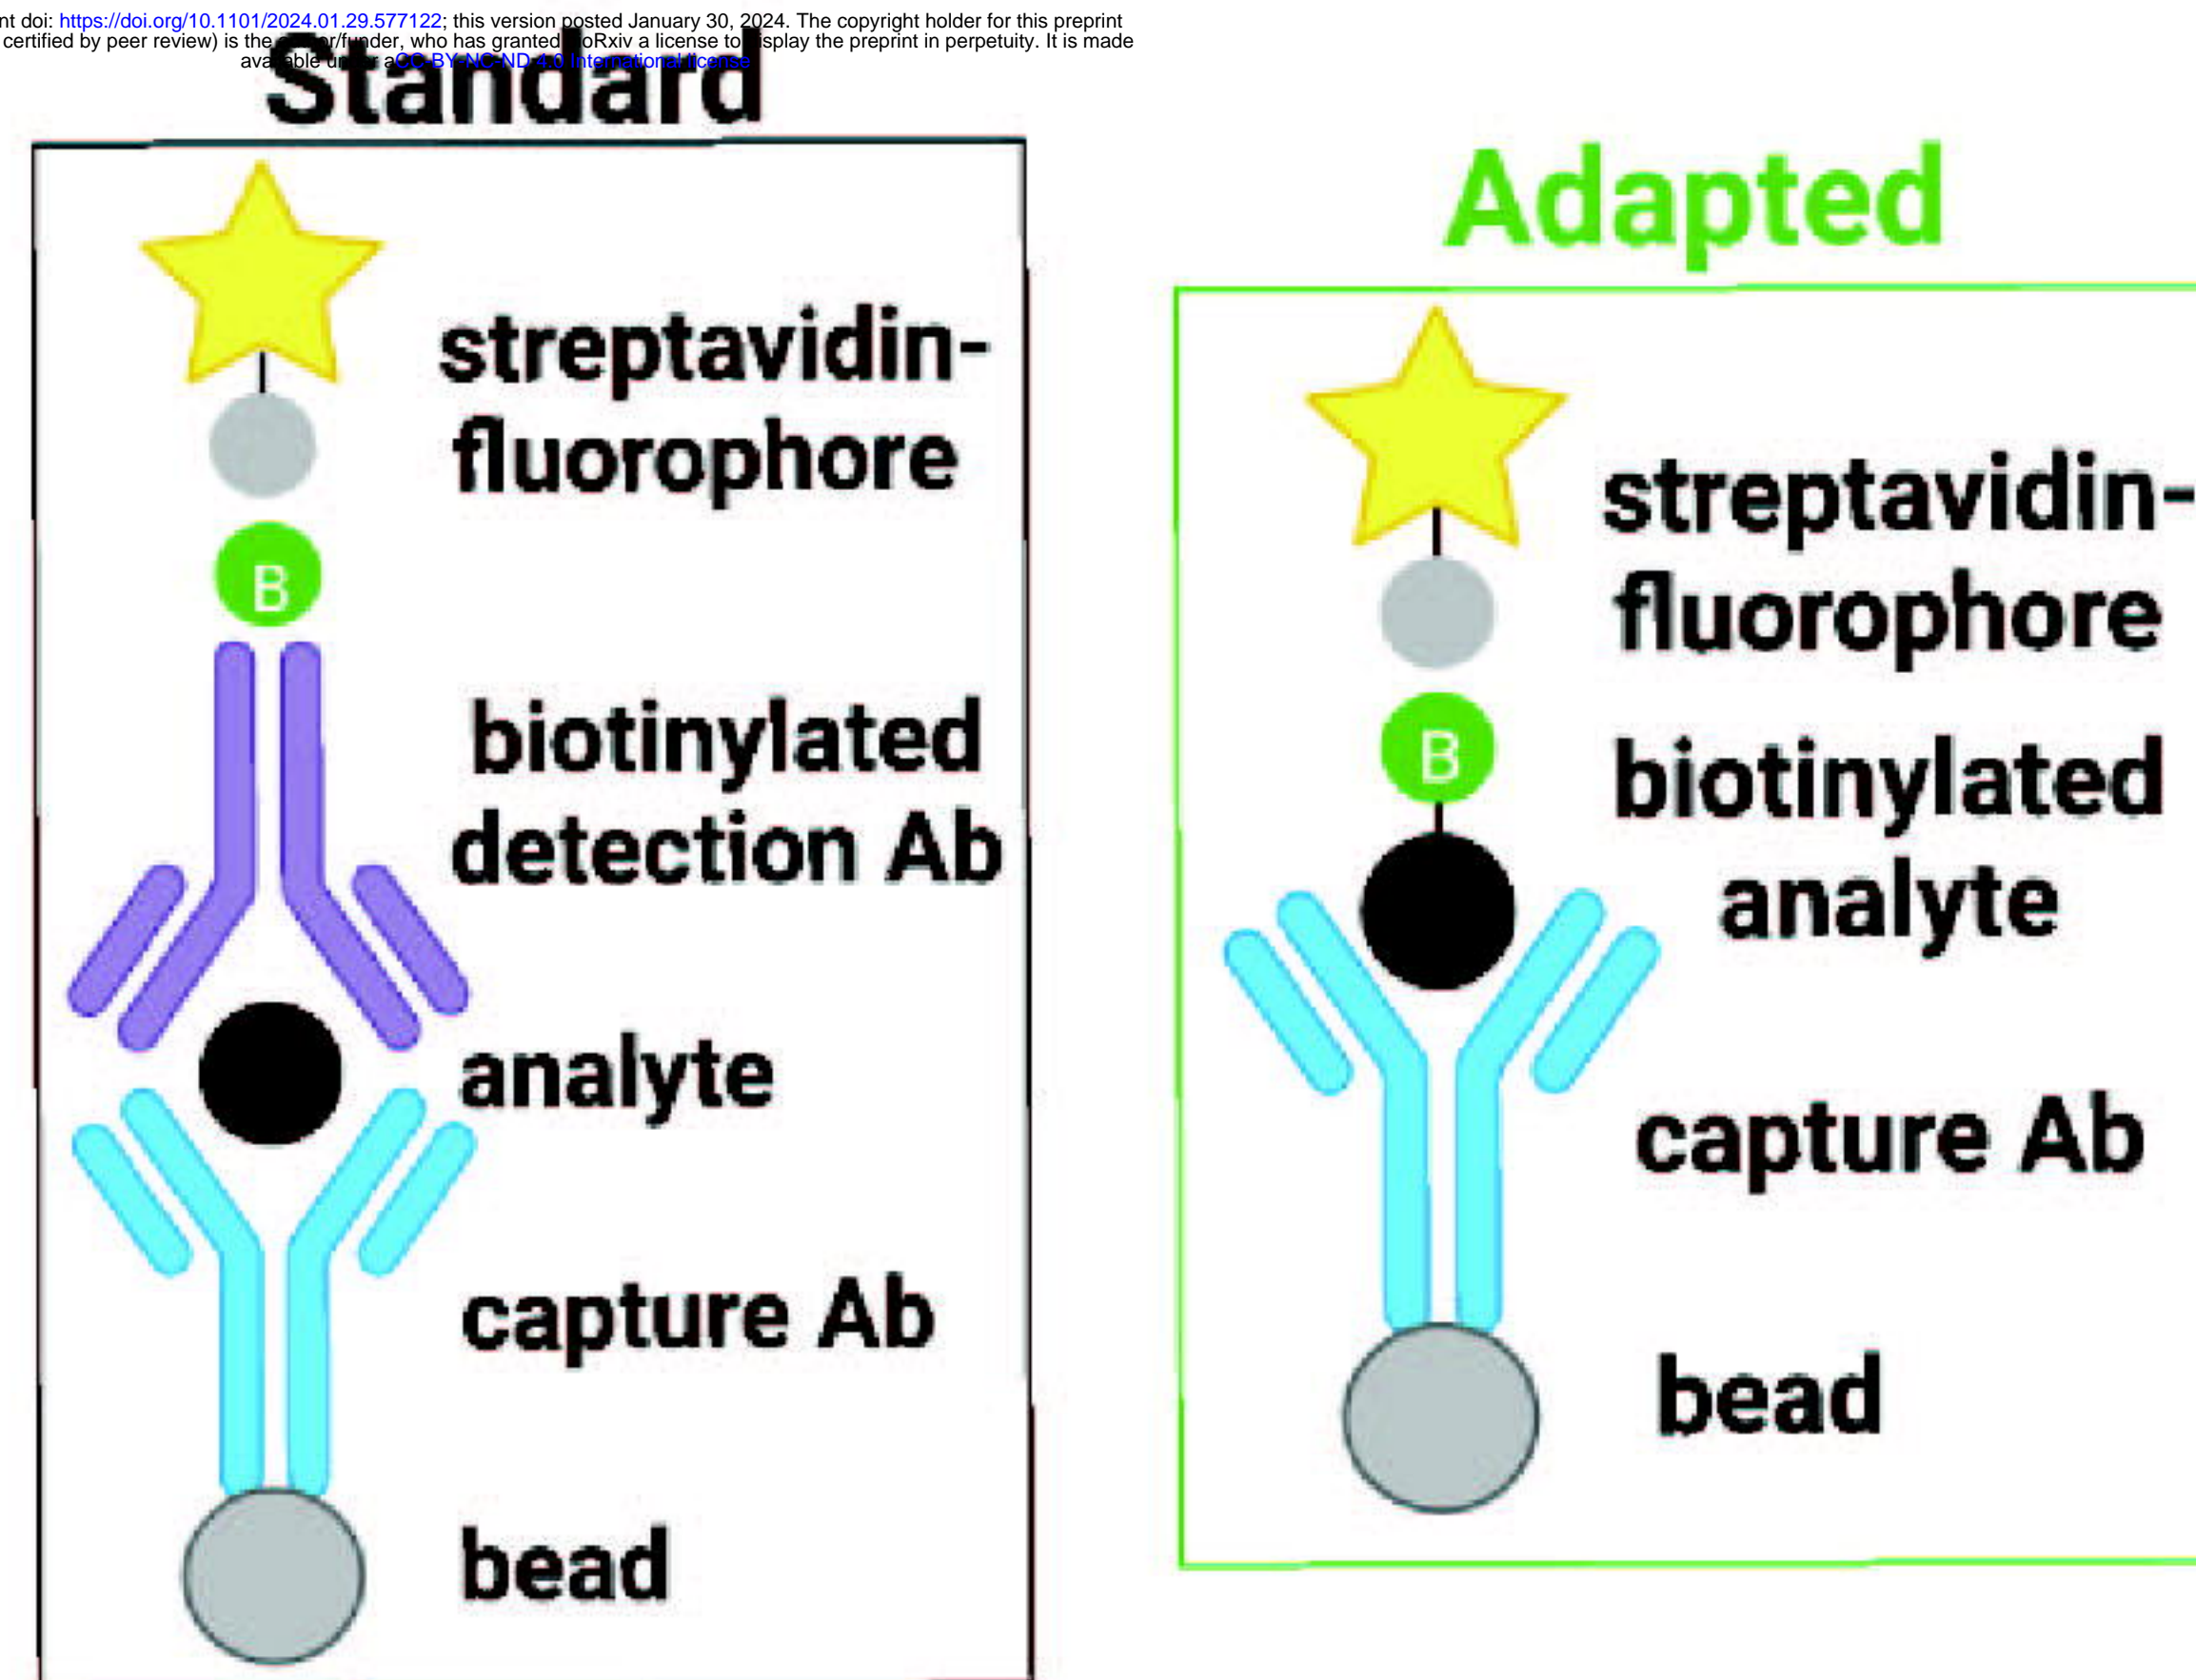 nt doi: https://doi.org/10.1101/2024.01.29.577122; this version posted January 30, 2024. The copyright holder for this preprint
certified by peer review) is the author/funder, who has granted bioRxiv a license to display the preprint in perpetuity. It is made
available under aCC-BY-NC-ND 4.0 International license
Standard
streptavidin-
fluorophore
B
biotinylated
detection Ab
analyte
capture Ab
bead
Adapted
streptavidin-
fluorophore
B
biotinylated
analyte
capture Ab
bead